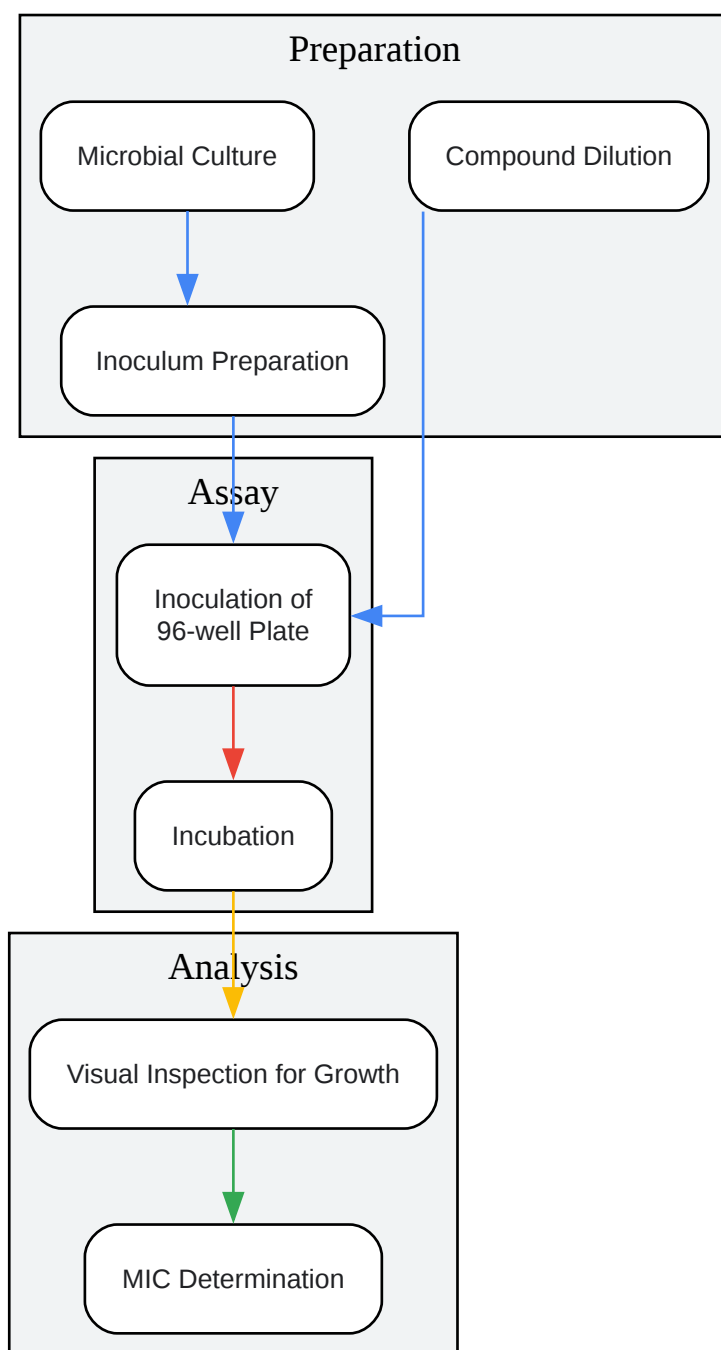 Preparation
Microbial Culture
Compound Dilution
Inoculum Preparation
Assay
Inoculation of
96-well Plate
Incubation
Analysis
Visual Inspection for Growth
MIC Determination